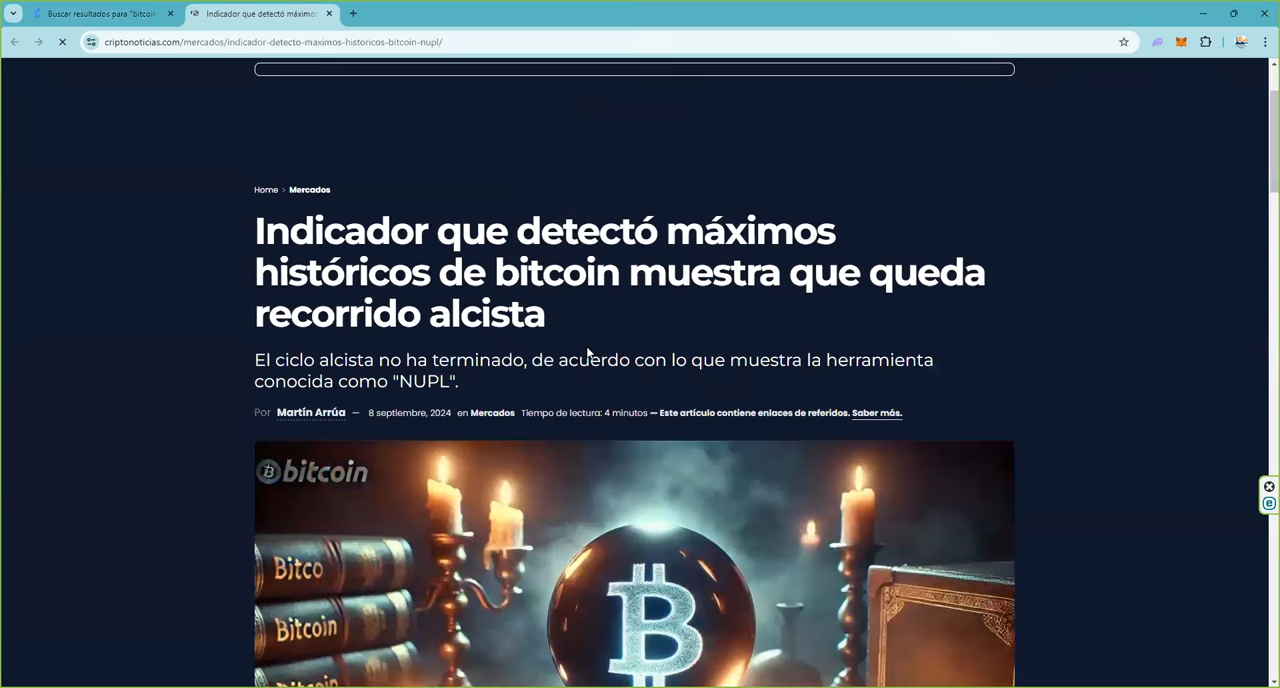 Buscar resultados para "bitcoin
Indicador que detectó máximos
criptonoticias.com/mercados/indicador-detecto-maximos-historicos-bitcoin-nupl/
Home › Mercados
Indicador que detectó máximos
históricos de bitcoin muestra que queda
recorrido alcista
El ciclo alcista no ha terminado, de acuerdo con lo que muestra la herramienta
conocida como "NUPL".
Por Martín Arrúa — 8 septiembre, 2024 en Mercados Tiempo de lectura: 4 minutos — Este artículo contiene enlaces de referidos. Saber más.
bitcoin
Bitco
Bitcoin
Bitcoin